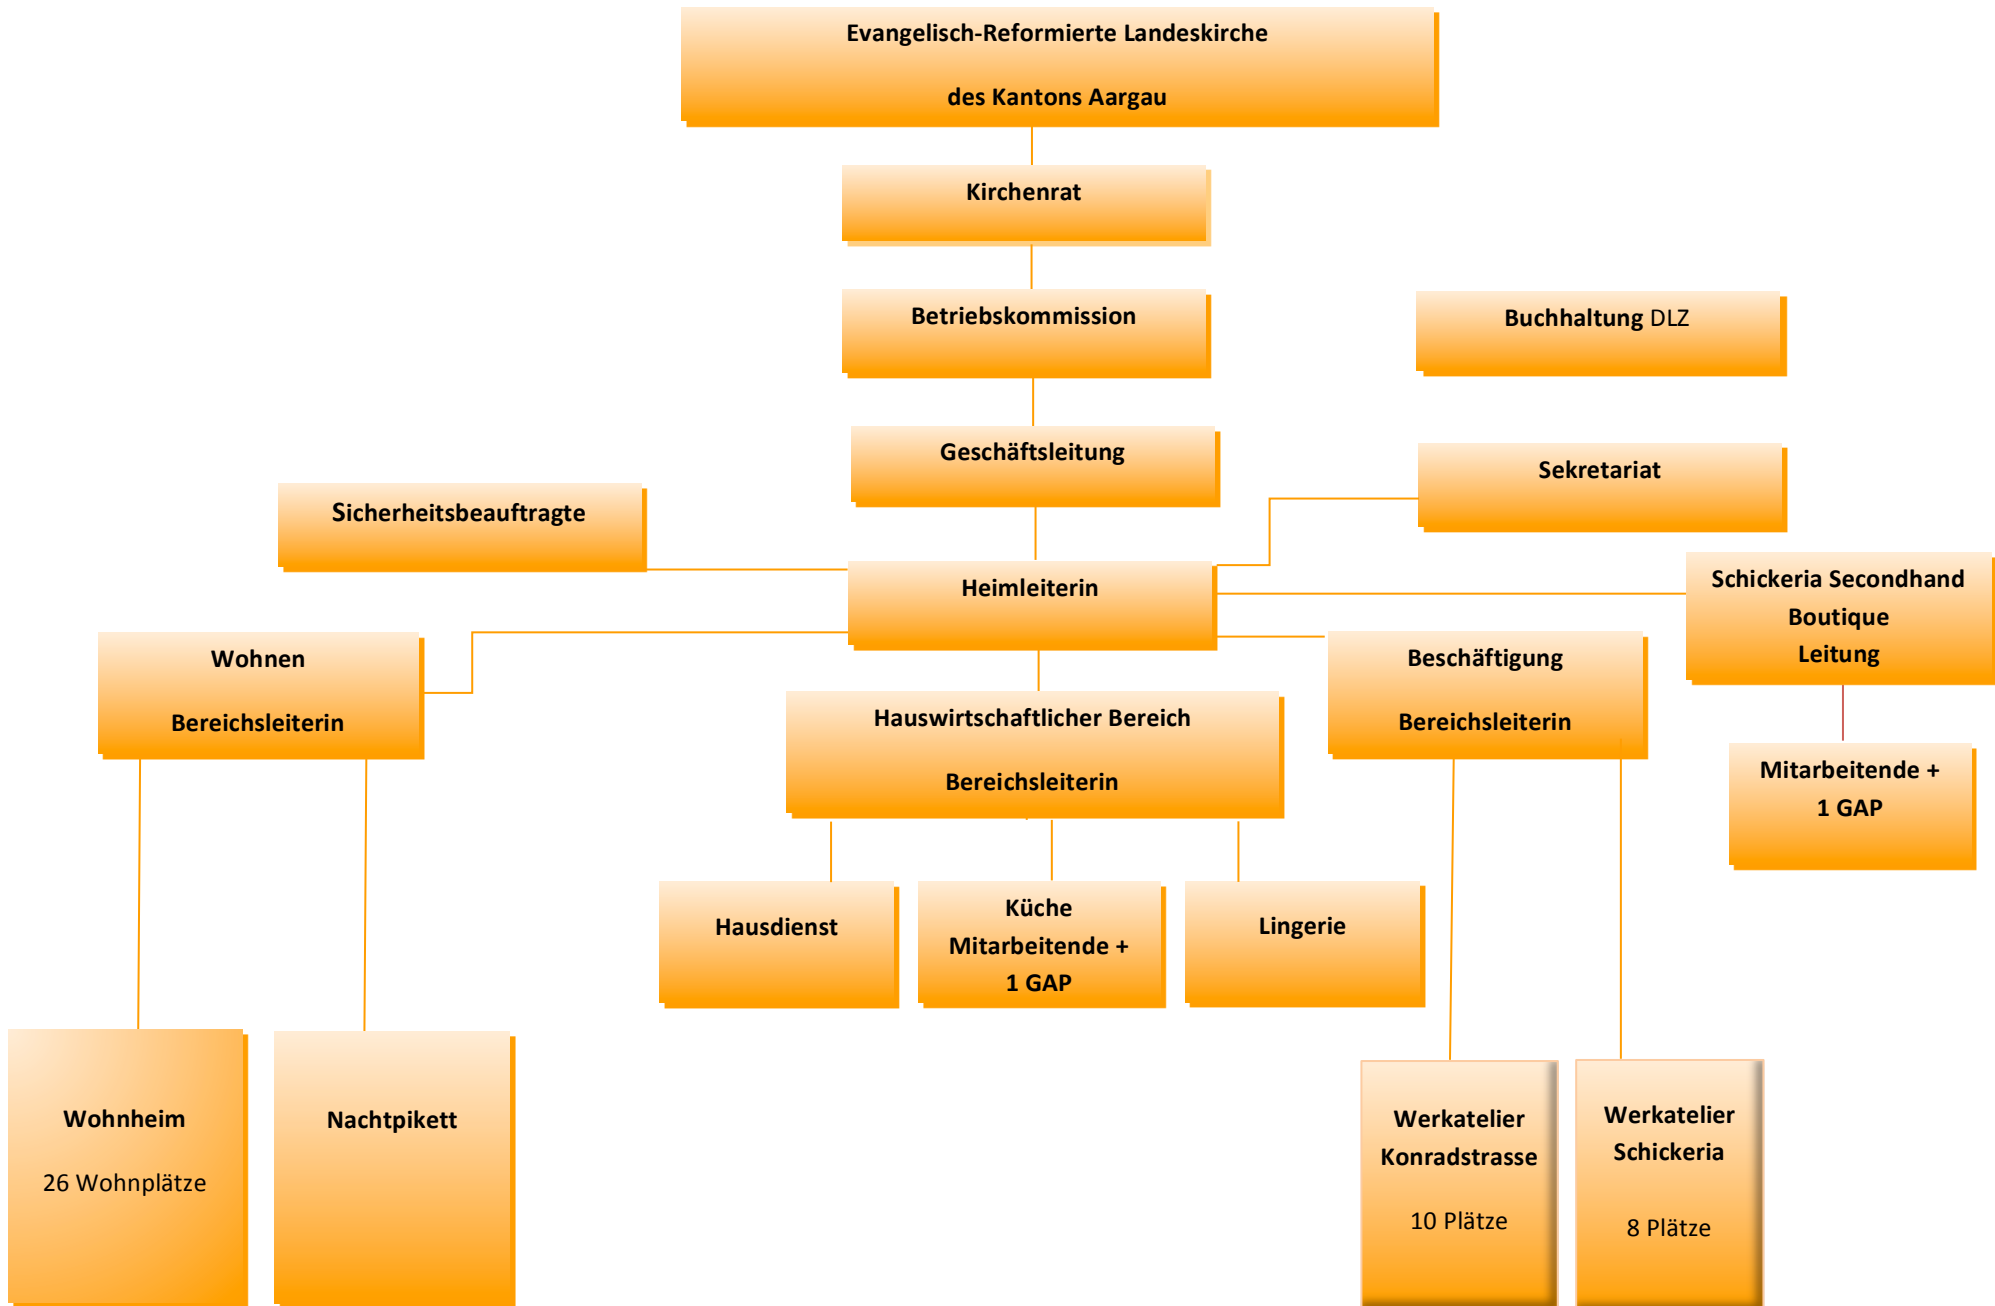 Evangelisch-Reformierte Landeskirche
des Kantons Aargau
Kirchenrat
Betriebskommission
Buchhaltung DLZ
Geschäftsleitung
Sekretariat
Sicherheitsbeauftragte
Heimleiterin
Schickeria Secondhand
Boutique
Leitung
Wohnen
Bereichsleiterin
Hauswirtschaftlicher Bereich
Bereichsleiterin
Beschäftigung
Bereichsleiterin
Mitarbeitende +
1 GAP
Hausdienst
Küche
Mitarbeitende +
1 GAP
Lingerie
Wohnheim
26 Wohnplätze
Nachtpikett
Werkatelier
Konradstrasse
10 Plätze
Werkatelier
Schickeria
8 Plätze